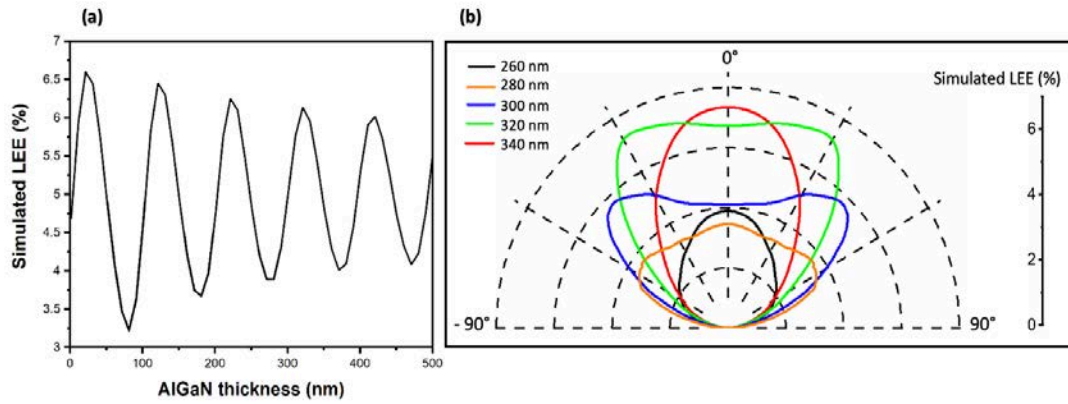 (a)
(b)
7
6.5
6
5.5
5
4.5
4
3.5
3
0
100
200
300
400
500
Simulated LEE (%)
AlGaN thickness (nm)
260 nm
280 nm
300 nm
320 nm
340 nm
0°
Simulated LEE (%)
6
4
2
0
-90°
90°